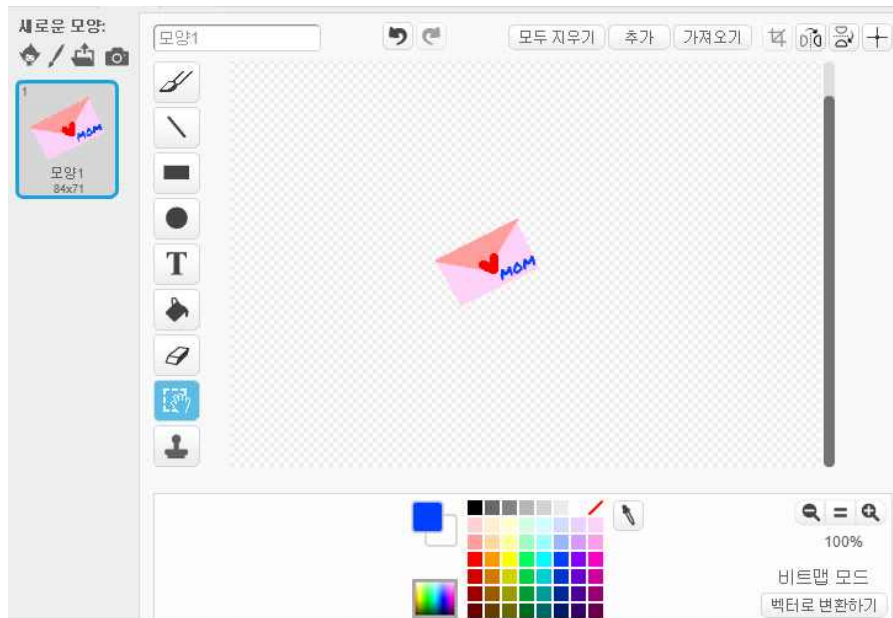 새로운 모양:
모양1
모두 지우기
추가
가져오기
1
MOM
모양1
84x71
T
MOM
100%
비트맵 모드
벡터로 변환하기